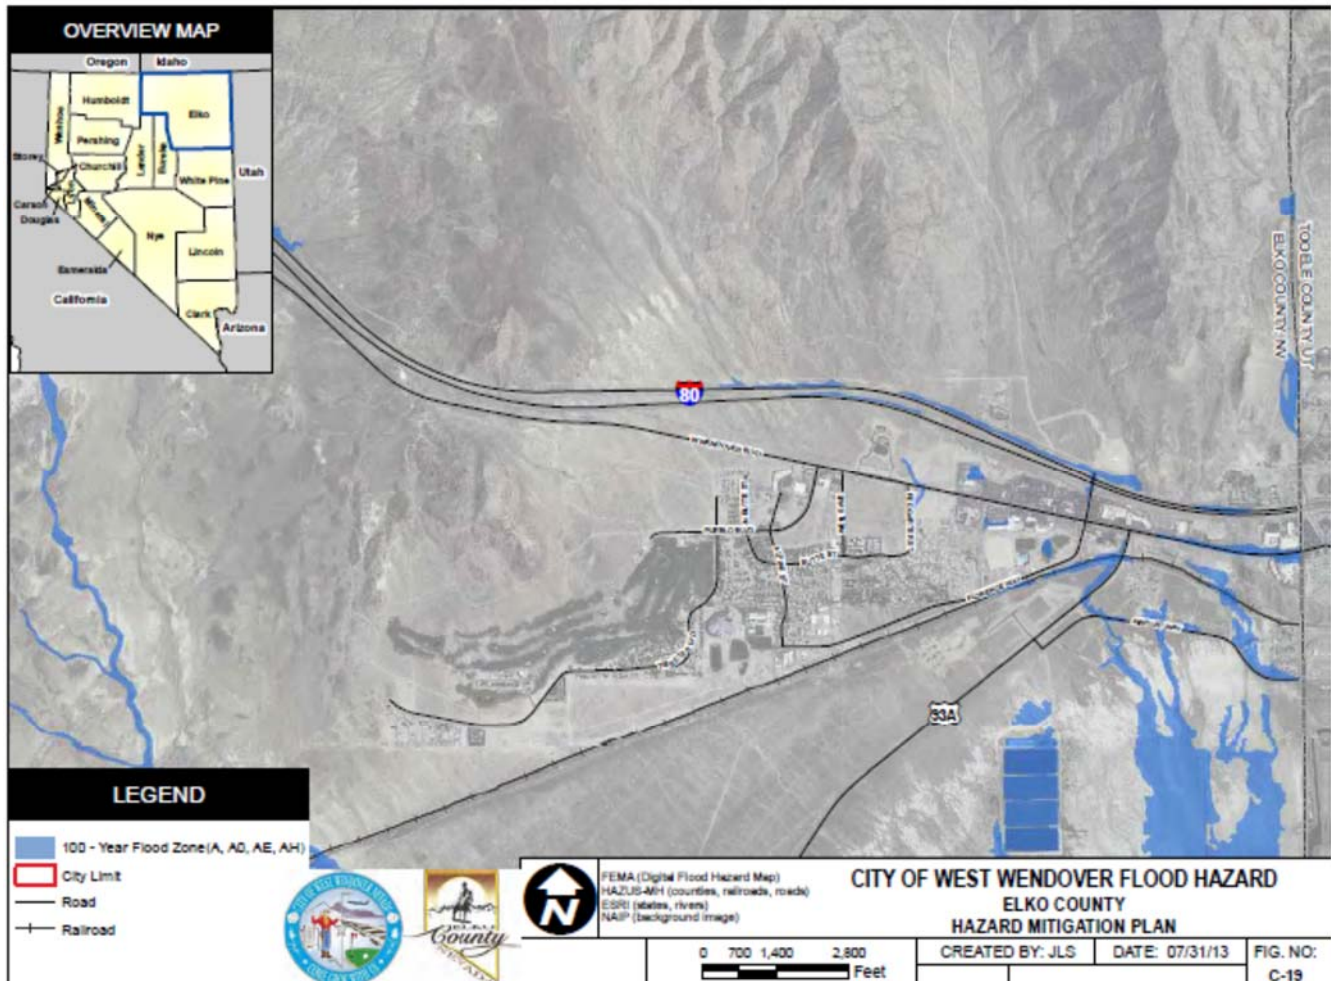 OVERVIEW MAP
Oregon
Idaho
Humboldt
Elko
Washoe
Pershing
Lander
Eureka
Storey
Churchill
White Pine
Utah
Carson
Douglas
Mineral
Nye
Lincoln
Esmeralda
California
Clark
Arizona
ELKO COUNTY, NV
TOOELE COUNTY, UT
80
93A
LEGEND
100 - Year Flood Zone(A, AO, AE, AH)
City Limit
Road
Railroad
County
N
FEMA (Digital Flood Hazard Map)
HAZUS-MH (counties, railroads, roads)
ESRI (states, rivers)
NAIP (background image)
CITY OF WEST WENDOVER FLOOD HAZARD
ELKO COUNTY
HAZARD MITIGATION PLAN
0 700 1,400 2,800
Feet
CREATED BY: JLS
DATE: 07/31/13
FIG. NO:
C-19